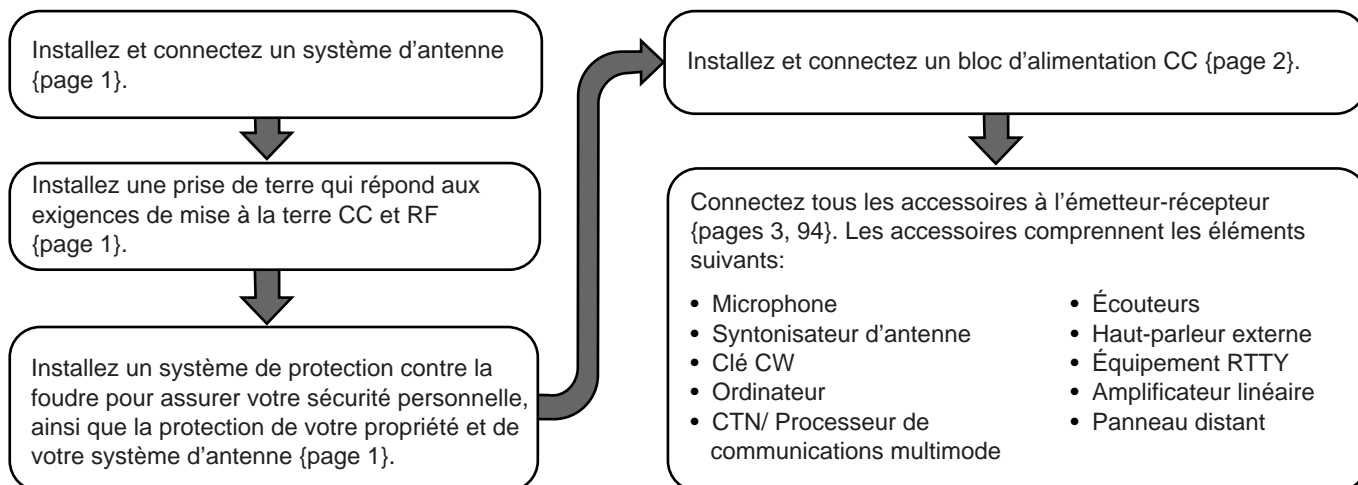 Installez et connectez un système d'antenne
{page 1}.
Installez une prise de terre qui répond aux
exigences de mise à la terre CC et RF
{page 1}.
Installez un système de protection contre la
foudre pour assurer votre sécurité personnelle,
ainsi que la protection de votre propriété et de
votre système d'antenne {page 1}.
Installez et connectez un bloc d'alimentation CC {page 2}.
Connectez tous les accessoires à l'émetteur-récepteur
{pages 3, 94}. Les accessoires comprennent les éléments
suivants:
• Microphone
• Syntonisateur d'antenne
• Clé CW
• Ordinateur
• CTN/ Processeur de
communications multimode
• Écouteurs
• Haut-parleur externe
• Équipement RTTY
• Amplificateur linéaire
• Panneau distant